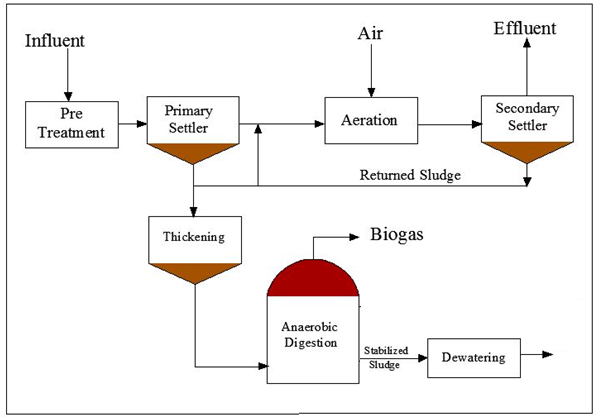 Influent
Air
Effluent
Pre
Treatment
Primary
Settler
Aeration
Secondary
Settler
Returned Sludge
Thickening
Biogas
Anaerobic
Digestion
Stabilized
Sludge
Dewatering